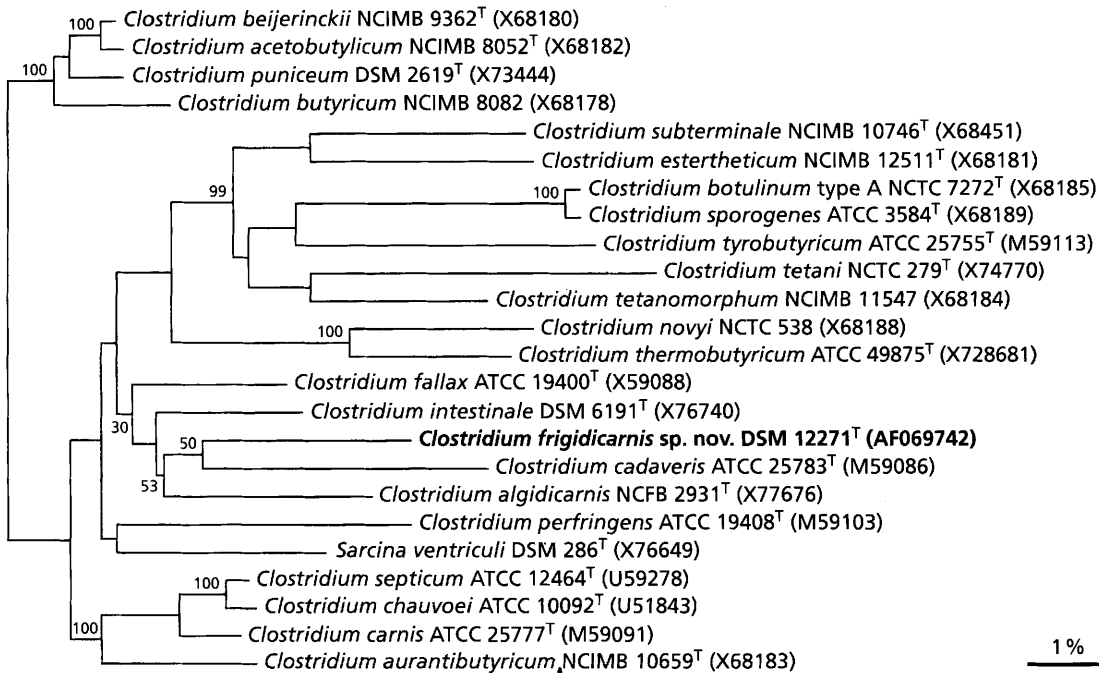 100 Clostridium beijerinckii NCIMB 9362ᵀ (X68180)
Clostridium acetobutylicum NCIMB 8052ᵀ (X68182)
100 Clostridium puniceum DSM 2619ᵀ (X73444)
Clostridium butyricum NCIMB 8082 (X68178)
Clostridium subterminale NCIMB 10746ᵀ (X68451)
Clostridium estertheticum NCIMB 12511ᵀ (X68181)
99 100 Clostridium botulinum type A NCTC 7272ᵀ (X68185)
Clostridium sporogenes ATCC 3584ᵀ (X68189)
Clostridium tyrobutyricum ATCC 25755ᵀ (M59113)
Clostridium tetani NCTC 279ᵀ (X74770)
Clostridium tetanomorphum NCIMB 11547 (X68184)
100 Clostridium novyi NCTC 538 (X68188)
Clostridium thermobutyricum ATCC 49875ᵀ (X728681)
Clostridium fallax ATCC 19400ᵀ (X59088)
30 Clostridium intestinale DSM 6191ᵀ (X76740)
50 Clostridium frigidicarnis sp. nov. DSM 12271ᵀ (AF069742)
Clostridium cadaveris ATCC 25783ᵀ (M59086)
53 Clostridium algidicarnis NCFB 2931ᵀ (X77676)
Clostridium perfringens ATCC 19408ᵀ (M59103)
Sarcina ventriculi DSM 286ᵀ (X76649)
100 Clostridium septicum ATCC 12464ᵀ (U59278)
Clostridium chauvoei ATCC 10092ᵀ (U51843)
100 Clostridium carnis ATCC 25777ᵀ (M59091)
Clostridium aurantibutyricum NCIMB 10659ᵀ (X68183)
1 %